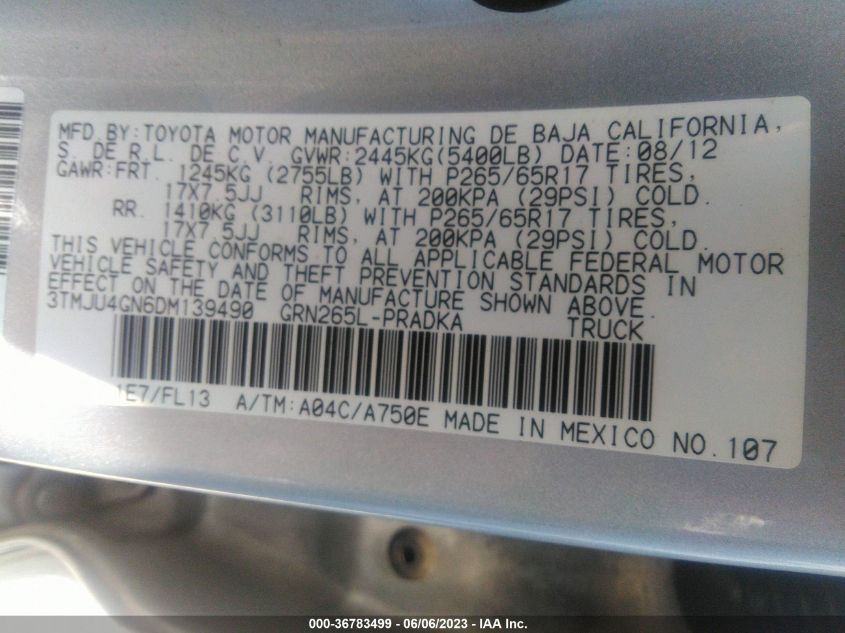 MFD. BY: TOYOTA MOTOR MANUFACTURING DE BAJA CALIFORNIA,
S. DE R.L. DE C.V. GVWR: 2445KG(5400LB) DATE: 08/12
GAWR: FRT. 1245KG (2755LB) WITH P265/65R17 TIRES,
17X7.5JJ RIMS, AT 200KPA (29PSI) COLD.
RR. 1410KG (3110LB) WITH P265/65R17 TIRES,
17X7.5JJ RIMS, AT 200KPA (29PSI) COLD.
THIS VEHICLE CONFORMS TO ALL APPLICABLE FEDERAL MOTOR
VEHICLE SAFETY AND THEFT PREVENTION STANDARDS IN
EFFECT ON THE DATE OF MANUFACTURE SHOWN ABOVE.
3TMJU4GN6DM139490 GRN265L-PRADKA TRUCK
1E7/FL13 A/TM: A04C/A750E MADE IN MEXICO NO. 107
000-36783499 - 06/06/2023 - IAA Inc.